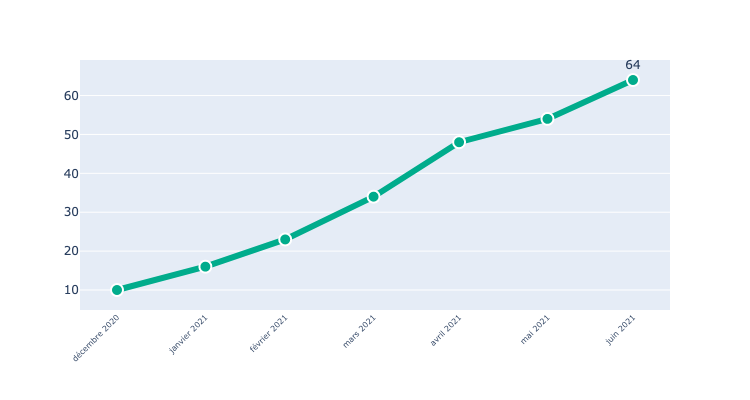 64
60
50
40
30
20
10
décembre 2020
janvier 2021
février 2021
mars 2021
avril 2021
mai 2021
juin 2021